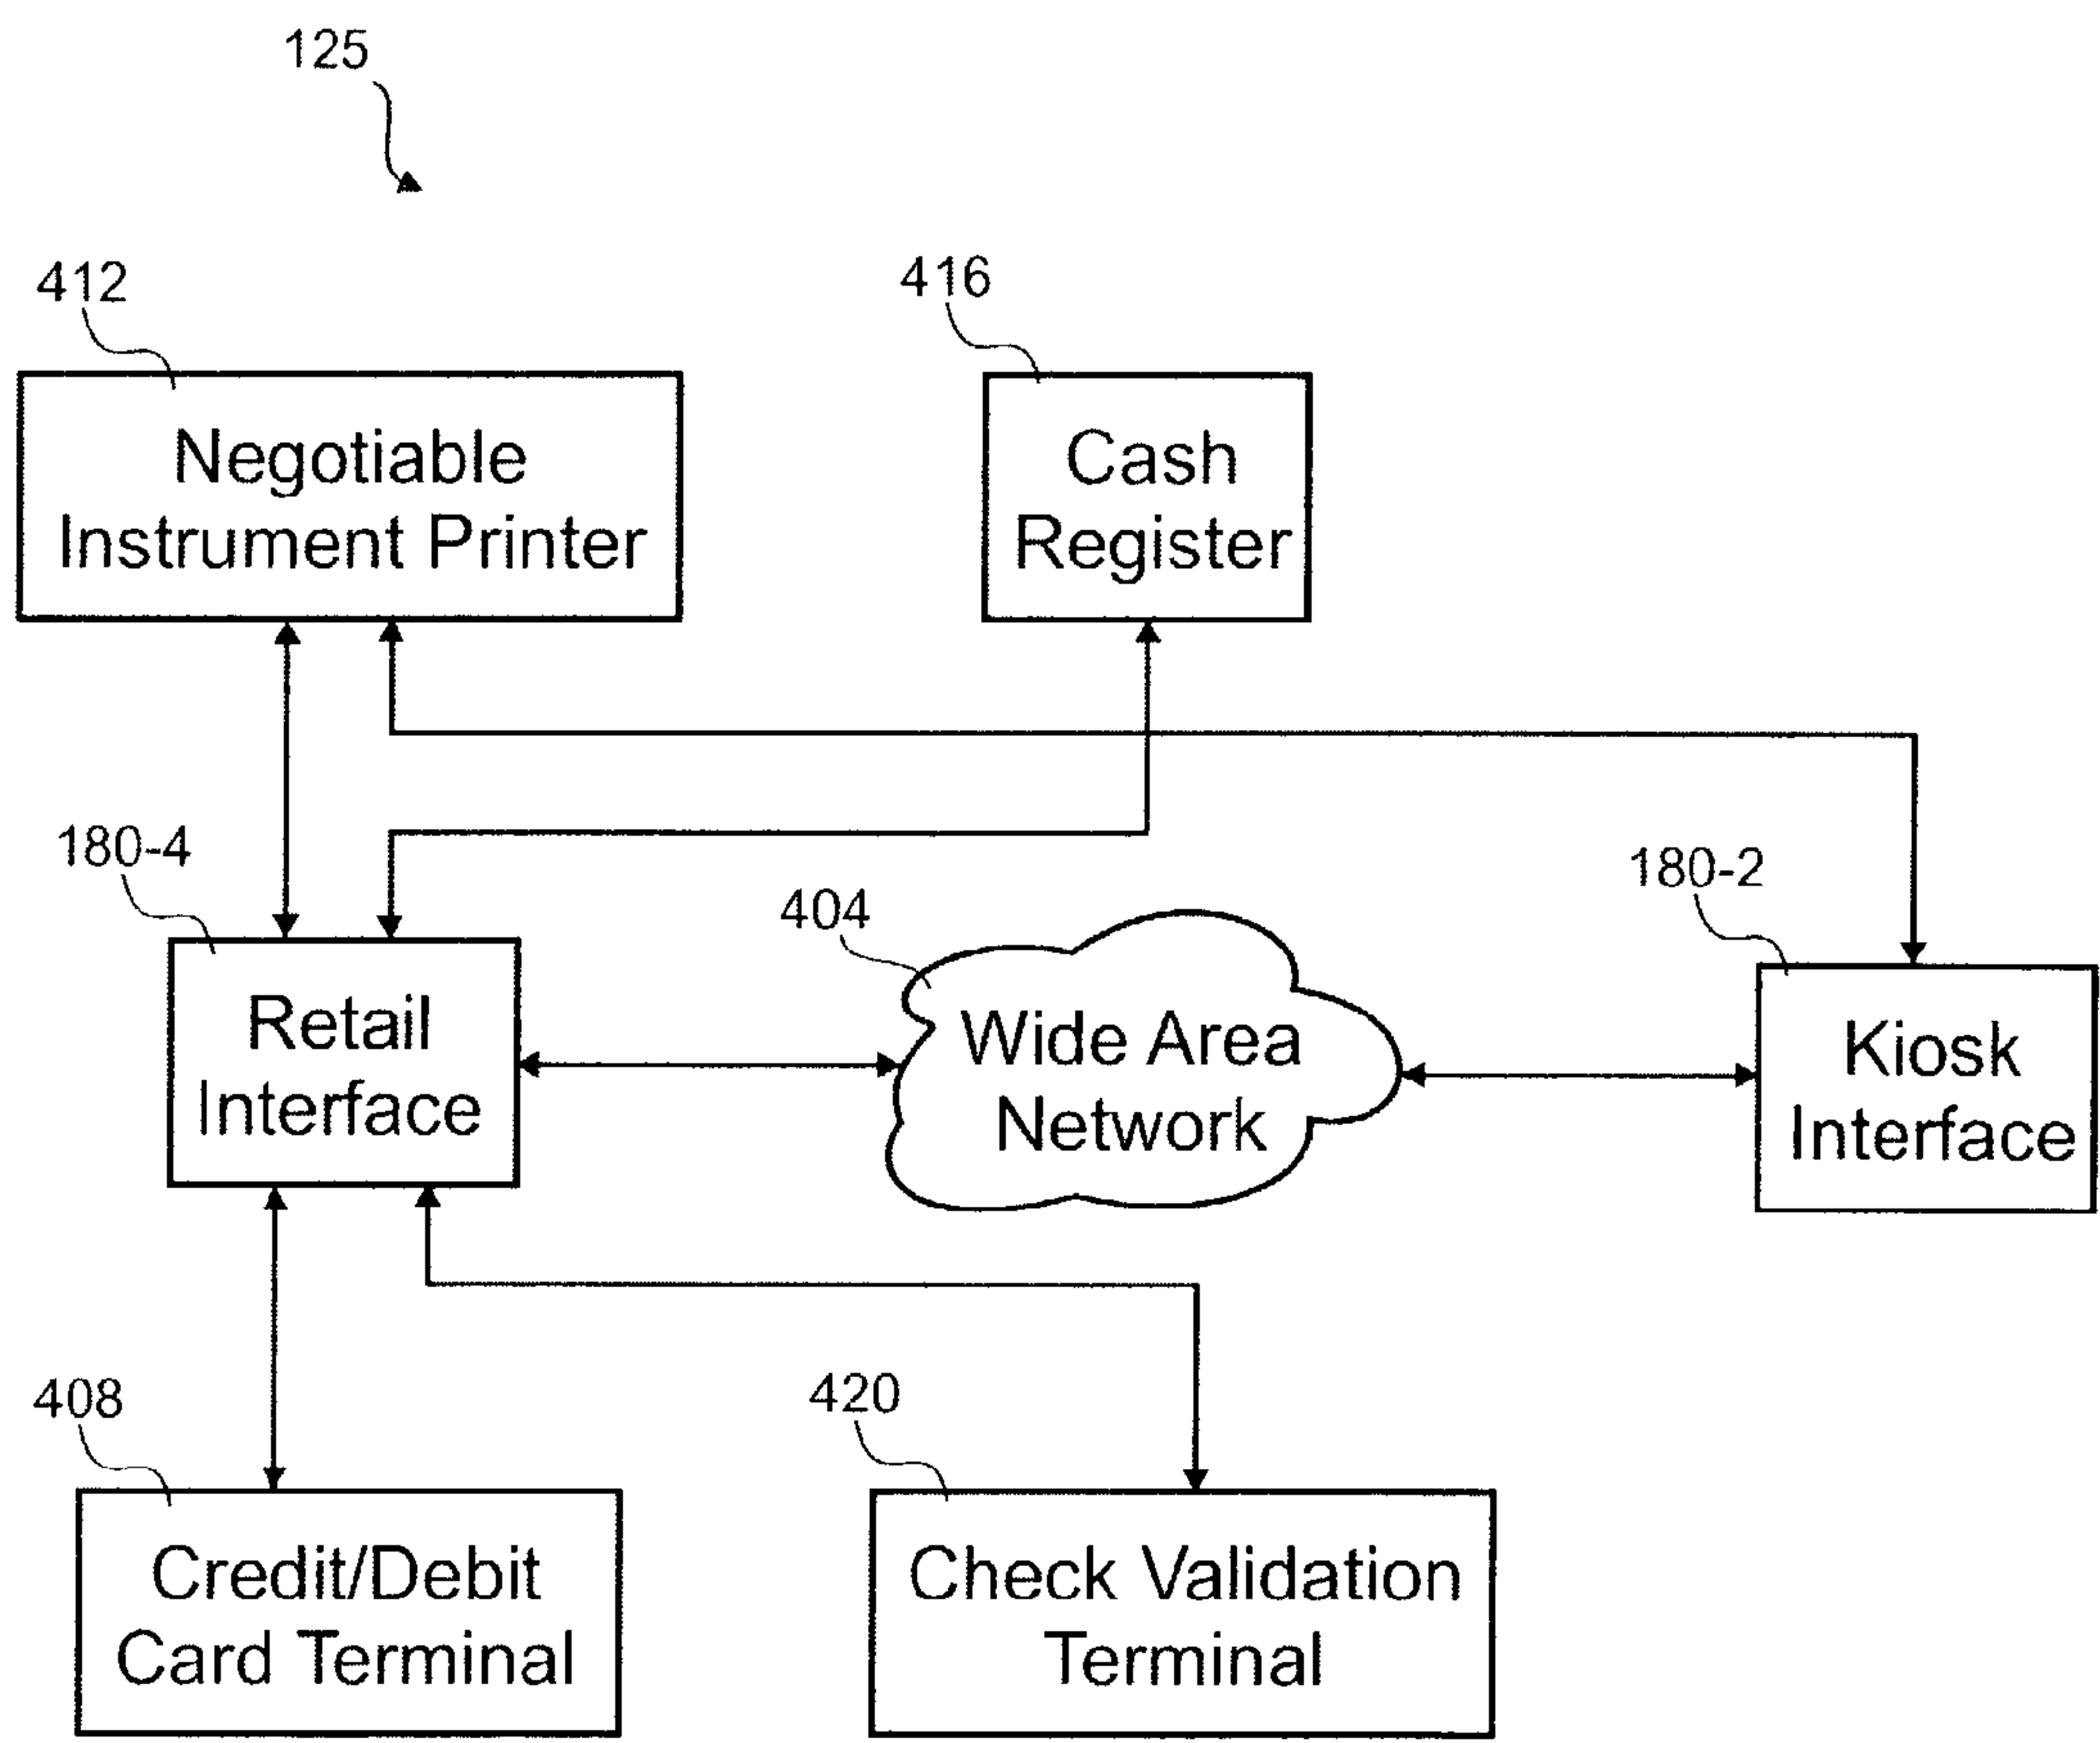 125
412
416
Negotiable
Instrument Printer
Cash
Register
180-4
404
180-2
Retail
Interface
Wide Area
Network
Kiosk
Interface
408
420
Credit/Debit
Card Terminal
Check Validation
Terminal